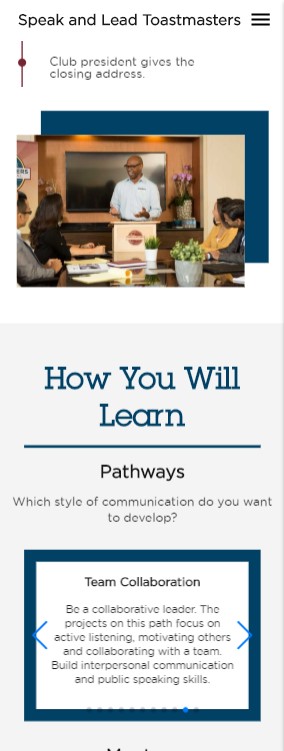 Speak and Lead Toastmasters
Club president gives the
closing address.
How You Will
Learn
Pathways
Which style of communication do you want
to develop?
Team Collaboration
Be a collaborative leader. The
projects on this path focus on
active listening, motivating others
and collaborating with a team.
Build interpersonal communication
and public speaking skills.